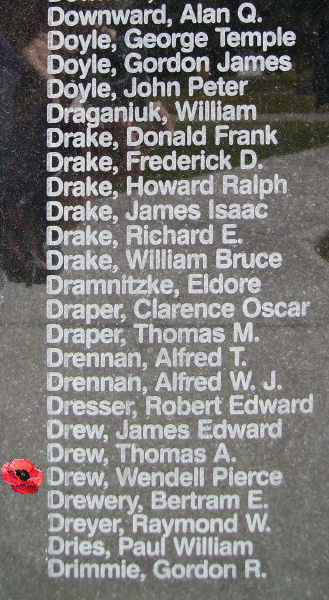 Downward, Alan Q.
Doyle, George Temple
Doyle, Gordon James
Doyle, John Peter
Draganiuk, William
Drake, Donald Frank
Drake, Frederick D.
Drake, Howard Ralph
Drake, James Isaac
Drake, Richard E.
Drake, William Bruce
Dramnitzke, Eldore
Draper, Clarence Oscar
Draper, Thomas M.
Drennan, Alfred T.
Drennan, Alfred W. J.
Dresser, Robert Edward
Drew, James Edward
Drew, Thomas A.
Drew, Wendell Pierce
Drewery, Bertram E.
Dreyer, Raymond W.
Dries, Paul William
Drimmie, Gordon R.